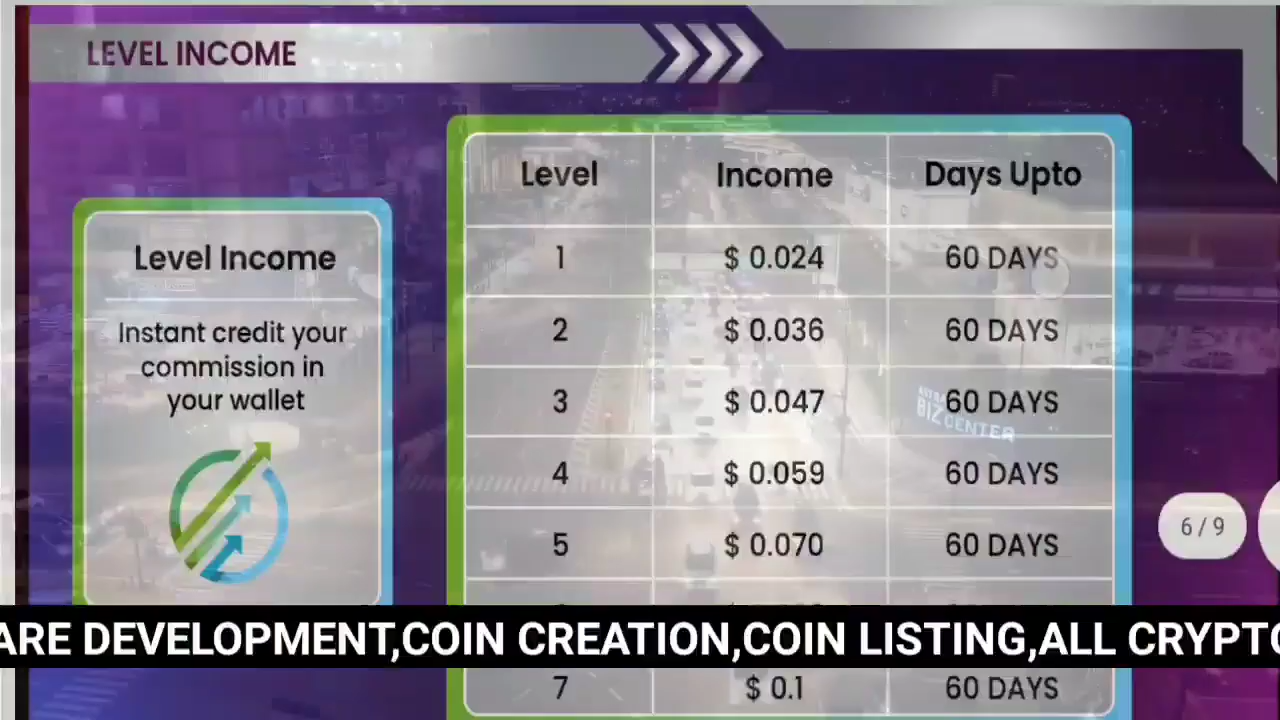 LEVEL INCOME
Level Income Days Upto
1 $ 0.024 60 DAYS
Level Income
Instant credit your
commission in
your wallet
2 $ 0.036 60 DAYS
3 $ 0.047 60 DAYS
BIZCENTER
4 $ 0.059 60 DAYS
5 $ 0.070 60 DAYS
6 / 9
ARE DEVELOPMENT,COIN CREATION,COIN LISTING,ALL CRYPTO
7 $ 0.1 60 DAYS